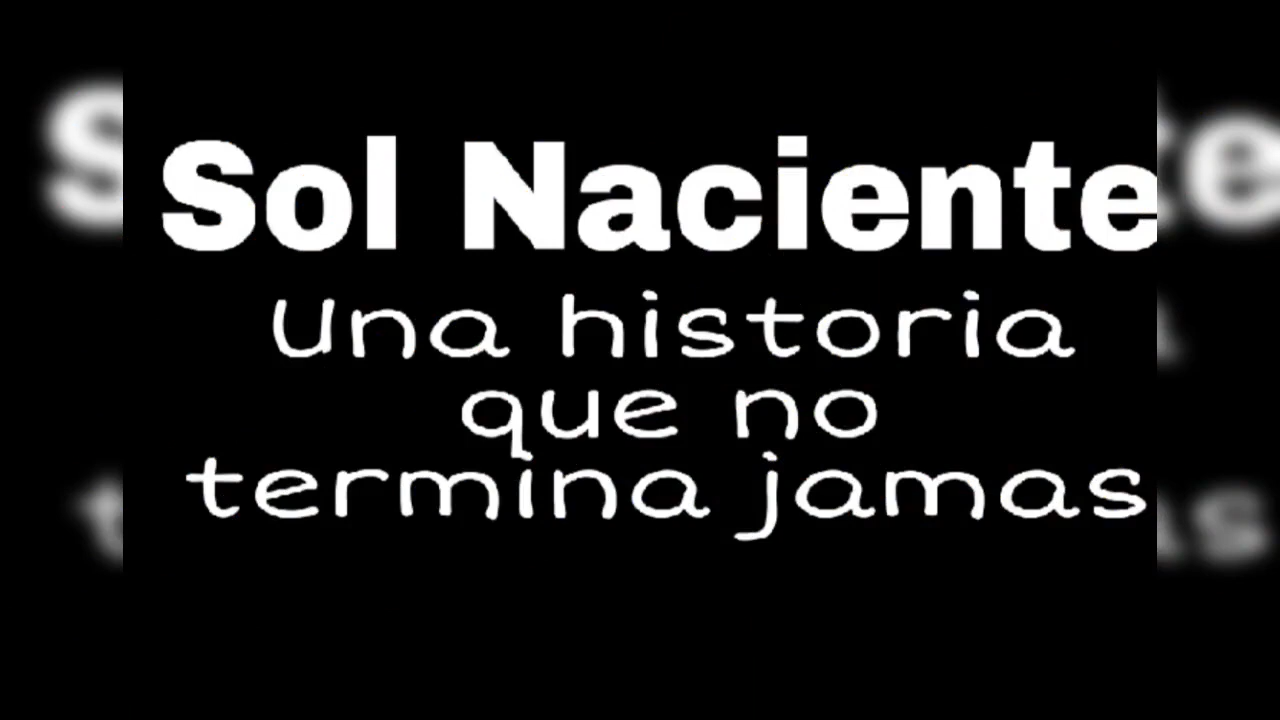 Sol Naciente
Una historia
que no
termina jamas